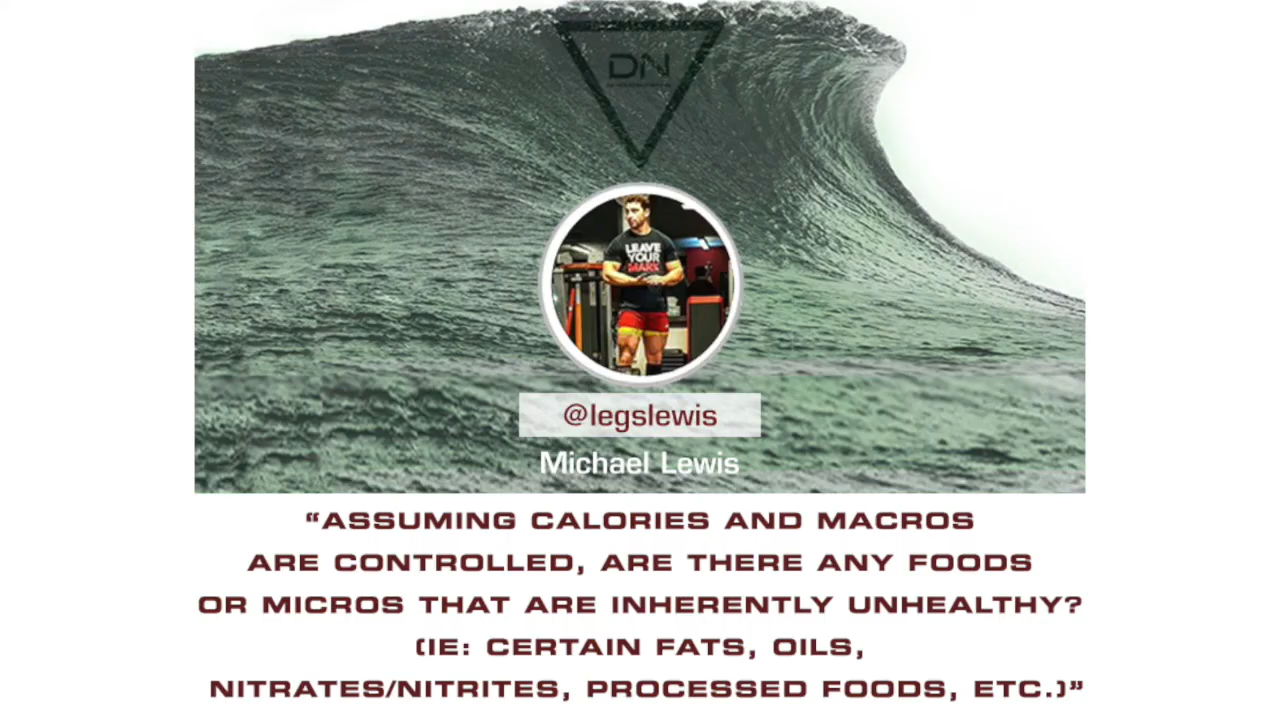 DN
LEAVE
YOUR
MARK
@legslewis
Michael Lewis
“ASSUMING CALORIES AND MACROS
ARE CONTROLLED, ARE THERE ANY FOODS
OR MICROS THAT ARE INHERENTLY UNHEALTHY?
(IE: CERTAIN FATS, OILS,
NITRATES/NITRITES, PROCESSED FOODS, ETC.)”